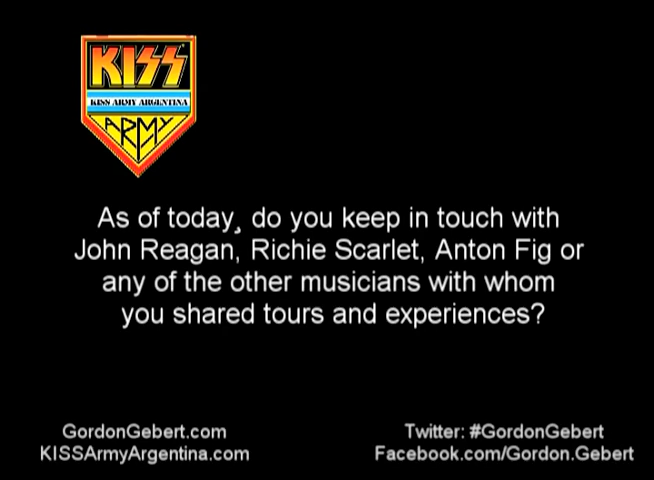 KISS
KISS ARMY ARGENTINA
ARMY
As of today, do you keep in touch with
John Reagan, Richie Scarlet, Anton Fig or
any of the other musicians with whom
you shared tours and experiences?
GordonGebert.com
KISSArmyArgentina.com
Twitter: #GordonGebert
Facebook.com/Gordon.Gebert